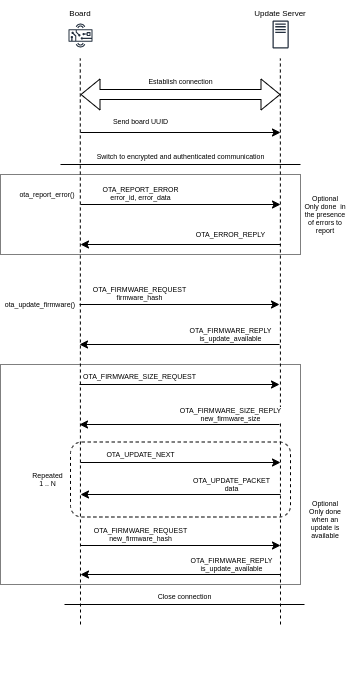 Board
Update Server
Establish connection
Send board UUID
Switch to encrypted and authenticated communication
ota_report_error()
OTA_REPORT_ERROR
error_id, error_data
Optional
Only done in
the presence
of errors to
report
OTA_ERROR_REPLY
ota_update_firmware()
OTA_FIRMWARE_REQUEST
firmware_hash
OTA_FIRMWARE_REPLY
is_update_available
OTA_FIRMWARE_SIZE_REQUEST
OTA_FIRMWARE_SIZE_REPLY
new_firmware_size
Repeated
1 .. N
OTA_UPDATE_NEXT
OTA_UPDATE_PACKET
data
Optional
Only done
when an
update is
available
OTA_FIRMWARE_REQUEST
new_firmware_hash
OTA_FIRMWARE_REPLY
is_update_available
Close connection